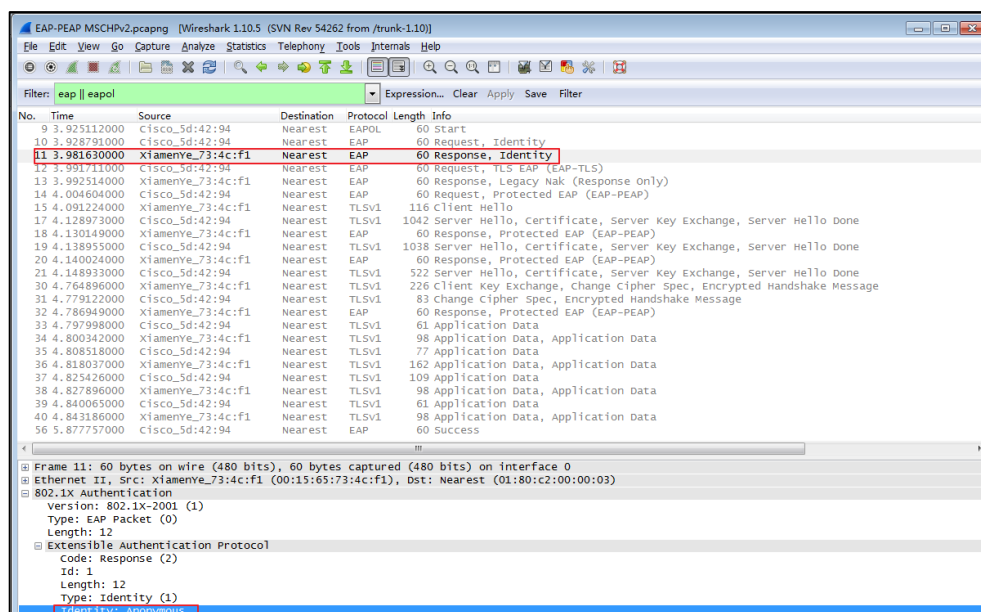 EAP-PEAP MSCHPv2.pcapng [Wireshark 1.10.5 (SVN Rev 54262 from /trunk-1.10)]
File Edit View Go Capture Analyze Statistics Telephony Tools Internals Help
Filter: eap || eapol Expression... Clear Apply Save Filter
No. Time Source Destination Protocol Length Info
9 3.925112000 Cisco_5d:42:94 Nearest EAPOL 60 Start
10 3.928791000 Cisco_5d:42:94 Nearest EAP 60 Request, Identity
11 3.981630000 XiamenYe_73:4c:f1 Nearest EAP 60 Response, Identity
12 3.991711000 Cisco_5d:42:94 Nearest EAP 60 Request, TLS EAP (EAP-TLS)
13 3.992514000 XiamenYe_73:4c:f1 Nearest EAP 60 Response, Legacy Nak (Response Only)
14 4.004604000 Cisco_5d:42:94 Nearest EAP 60 Request, Protected EAP (EAP-PEAP)
15 4.091224000 XiamenYe_73:4c:f1 Nearest TLSv1 116 Client Hello
17 4.128973000 Cisco_5d:42:94 Nearest TLSv1 1042 Server Hello, Certificate, Server Key Exchange, Server Hello Done
18 4.130149000 XiamenYe_73:4c:f1 Nearest EAP 60 Response, Protected EAP (EAP-PEAP)
19 4.138955000 Cisco_5d:42:94 Nearest TLSv1 1038 Server Hello, Certificate, Server Key Exchange, Server Hello Done
20 4.140024000 XiamenYe_73:4c:f1 Nearest EAP 60 Response, Protected EAP (EAP-PEAP)
21 4.148933000 Cisco_5d:42:94 Nearest TLSv1 522 Server Hello, Certificate, Server Key Exchange, Server Hello Done
30 4.764896000 XiamenYe_73:4c:f1 Nearest TLSv1 226 Client Key Exchange, Change Cipher Spec, Encrypted Handshake Message
31 4.779122000 Cisco_5d:42:94 Nearest TLSv1 83 Change Cipher Spec, Encrypted Handshake Message
32 4.786949000 XiamenYe_73:4c:f1 Nearest EAP 60 Response, Protected EAP (EAP-PEAP)
33 4.797998000 Cisco_5d:42:94 Nearest TLSv1 61 Application Data
34 4.800342000 XiamenYe_73:4c:f1 Nearest TLSv1 98 Application Data, Application Data
35 4.808518000 Cisco_5d:42:94 Nearest TLSv1 77 Application Data
36 4.818037000 XiamenYe_73:4c:f1 Nearest TLSv1 162 Application Data, Application Data
37 4.825426000 Cisco_5d:42:94 Nearest TLSv1 109 Application Data
38 4.827896000 XiamenYe_73:4c:f1 Nearest TLSv1 98 Application Data, Application Data
39 4.840065000 Cisco_5d:42:94 Nearest TLSv1 61 Application Data
40 4.843186000 XiamenYe_73:4c:f1 Nearest TLSv1 98 Application Data, Application Data
56 5.877757000 Cisco_5d:42:94 Nearest EAP 60 Success
Frame 11: 60 bytes on wire (480 bits), 60 bytes captured (480 bits) on interface 0
Ethernet II, Src: XiamenYe_73:4c:f1 (00:15:65:73:4c:f1), Dst: Nearest (01:80:c2:00:00:03)
802.1X Authentication
Version: 802.1X-2001 (1)
Type: EAP Packet (0)
Length: 12
Extensible Authentication Protocol
Code: Response (2)
Id: 1
Length: 12
Type: Identity (1)
Identity: Anonymous